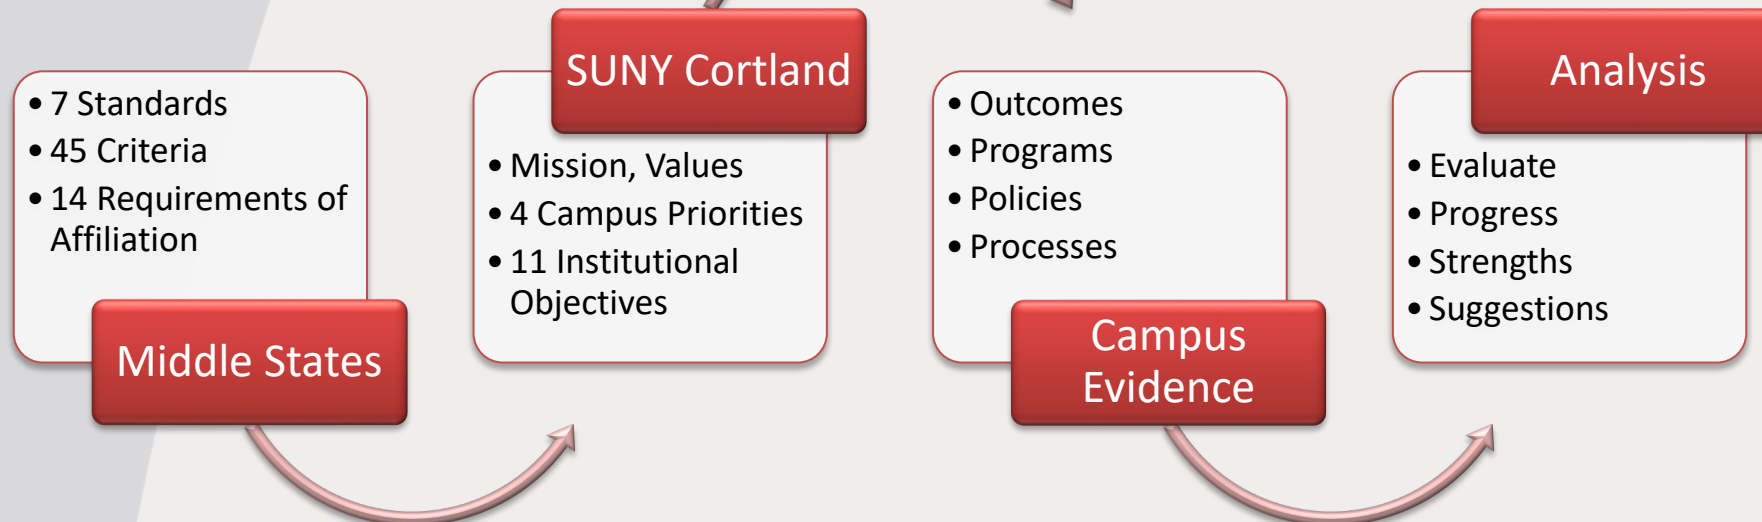 • 7 Standards
• 45 Criteria
• 14 Requirements of
Affiliation
Middle States
SUNY Cortland
• Mission, Values
• 4 Campus Priorities
• 11 Institutional
Objectives
• Outcomes
• Programs
• Policies
• Processes
Campus
Evidence
Analysis
• Evaluate
• Progress
• Strengths
• Suggestions